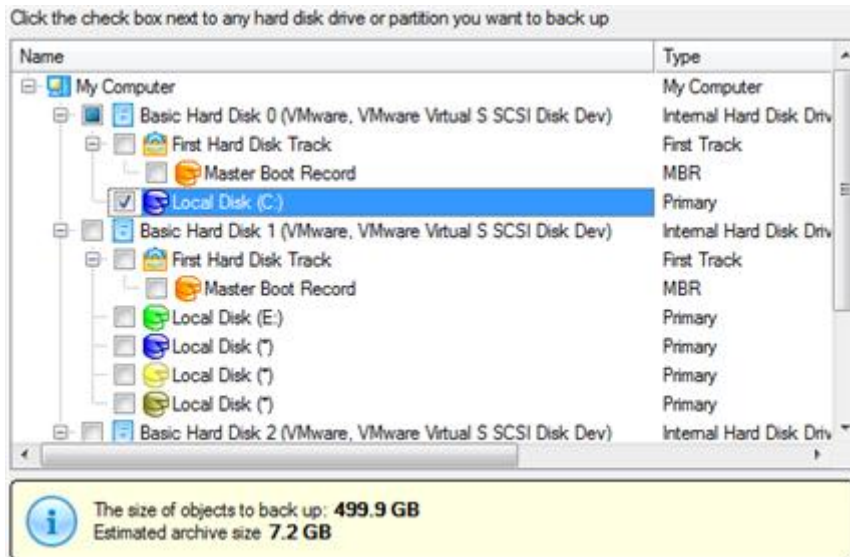 Click the check box next to any hard disk drive or partition you want to back up
Name Type
My Computer My Computer
Basic Hard Disk 0 (VMware, VMware Virtual S SCSI Disk Dev) Internal Hard Disk Driv
First Hard Disk Track First Track
Master Boot Record MBR
Local Disk (C:) Primary
Basic Hard Disk 1 (VMware, VMware Virtual S SCSI Disk Dev) Internal Hard Disk Driv
First Hard Disk Track First Track
Master Boot Record MBR
Local Disk (E:) Primary
Local Disk (*) Primary
Local Disk (*) Primary
Local Disk (*) Primary
Basic Hard Disk 2 (VMware, VMware Virtual S SCSI Disk Dev) Internal Hard Disk Driv
The size of objects to back up: 499.9 GB
Estimated archive size 7.2 GB